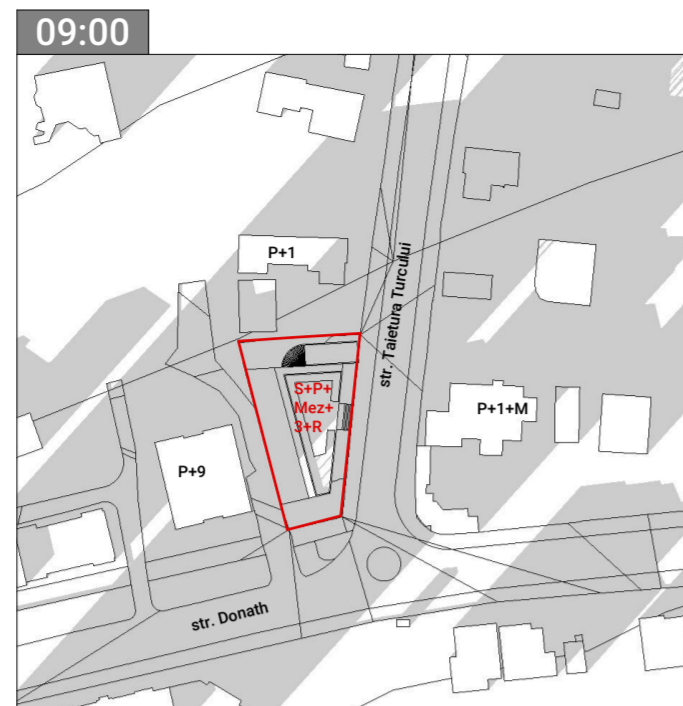 09:00
P+1
str. Taietura Turcului
S+P+
Mez+
3+R
P+1+M
P+9
str. Donath